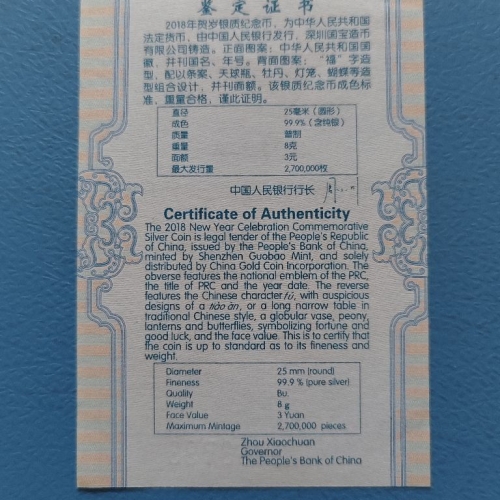 鉴定证书
2018年贺岁银质纪念币，为中华人民共和国
法定货币，由中国人民银行发行，深圳国宝造币
有限公司铸造。正面图案：中华人民共和国国
徽，并刊国名、年号。背面图案：“福”字造
型，配以条案、天球瓶、牡丹、灯笼、蝴蝶等造
型组合设计，并刊面额。该银质纪念币成色标
准、重量合格，谨此证明。
直径 25毫米（圆形）
成色 99.9%（含纯银）
质量 普制
重量 8克
面额 3元
最大发行量 2,700,000枚
中国人民银行行长
Certificate of Authenticity
The 2018 New Year Celebration Commemorative
Silver Coin is legal tender of the People's Republic
of China, issued by the People's Bank of China,
minted by Shenzhen Guobao Mint, and solely
distributed by China Gold Coin Incorporation. The
obverse features the national emblem of the PRC,
the title of PRC and the year date. The reverse
features the Chinese character fú, with auspicious
designs of a tiáo àn, or a long narrow table in
traditional Chinese style, a globular vase, peony,
lanterns and butterflies, symbolizing fortune and
good luck, and the face value. This is to certify that
the coin is up to standard as to its fineness and
weight.
Diameter 25 mm (round)
Fineness 99.9 % (pure silver)
Quality Bu.
Weight 8 g
Face Value 3 Yuan
Maximum Mintage 2,700,000 pieces
Zhou Xiaochuan
Governor
The People's Bank of China